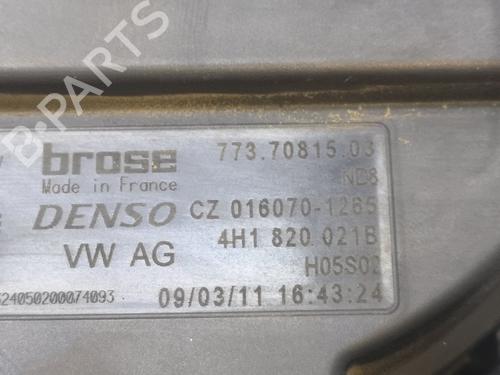 B-PARTS
brose 773.70815.03
Made in France ND8
DENSO CZ 016070-1265
VW AG 4H1 820 021B
H05S02
24050200074093 09/03/11 16:43:24